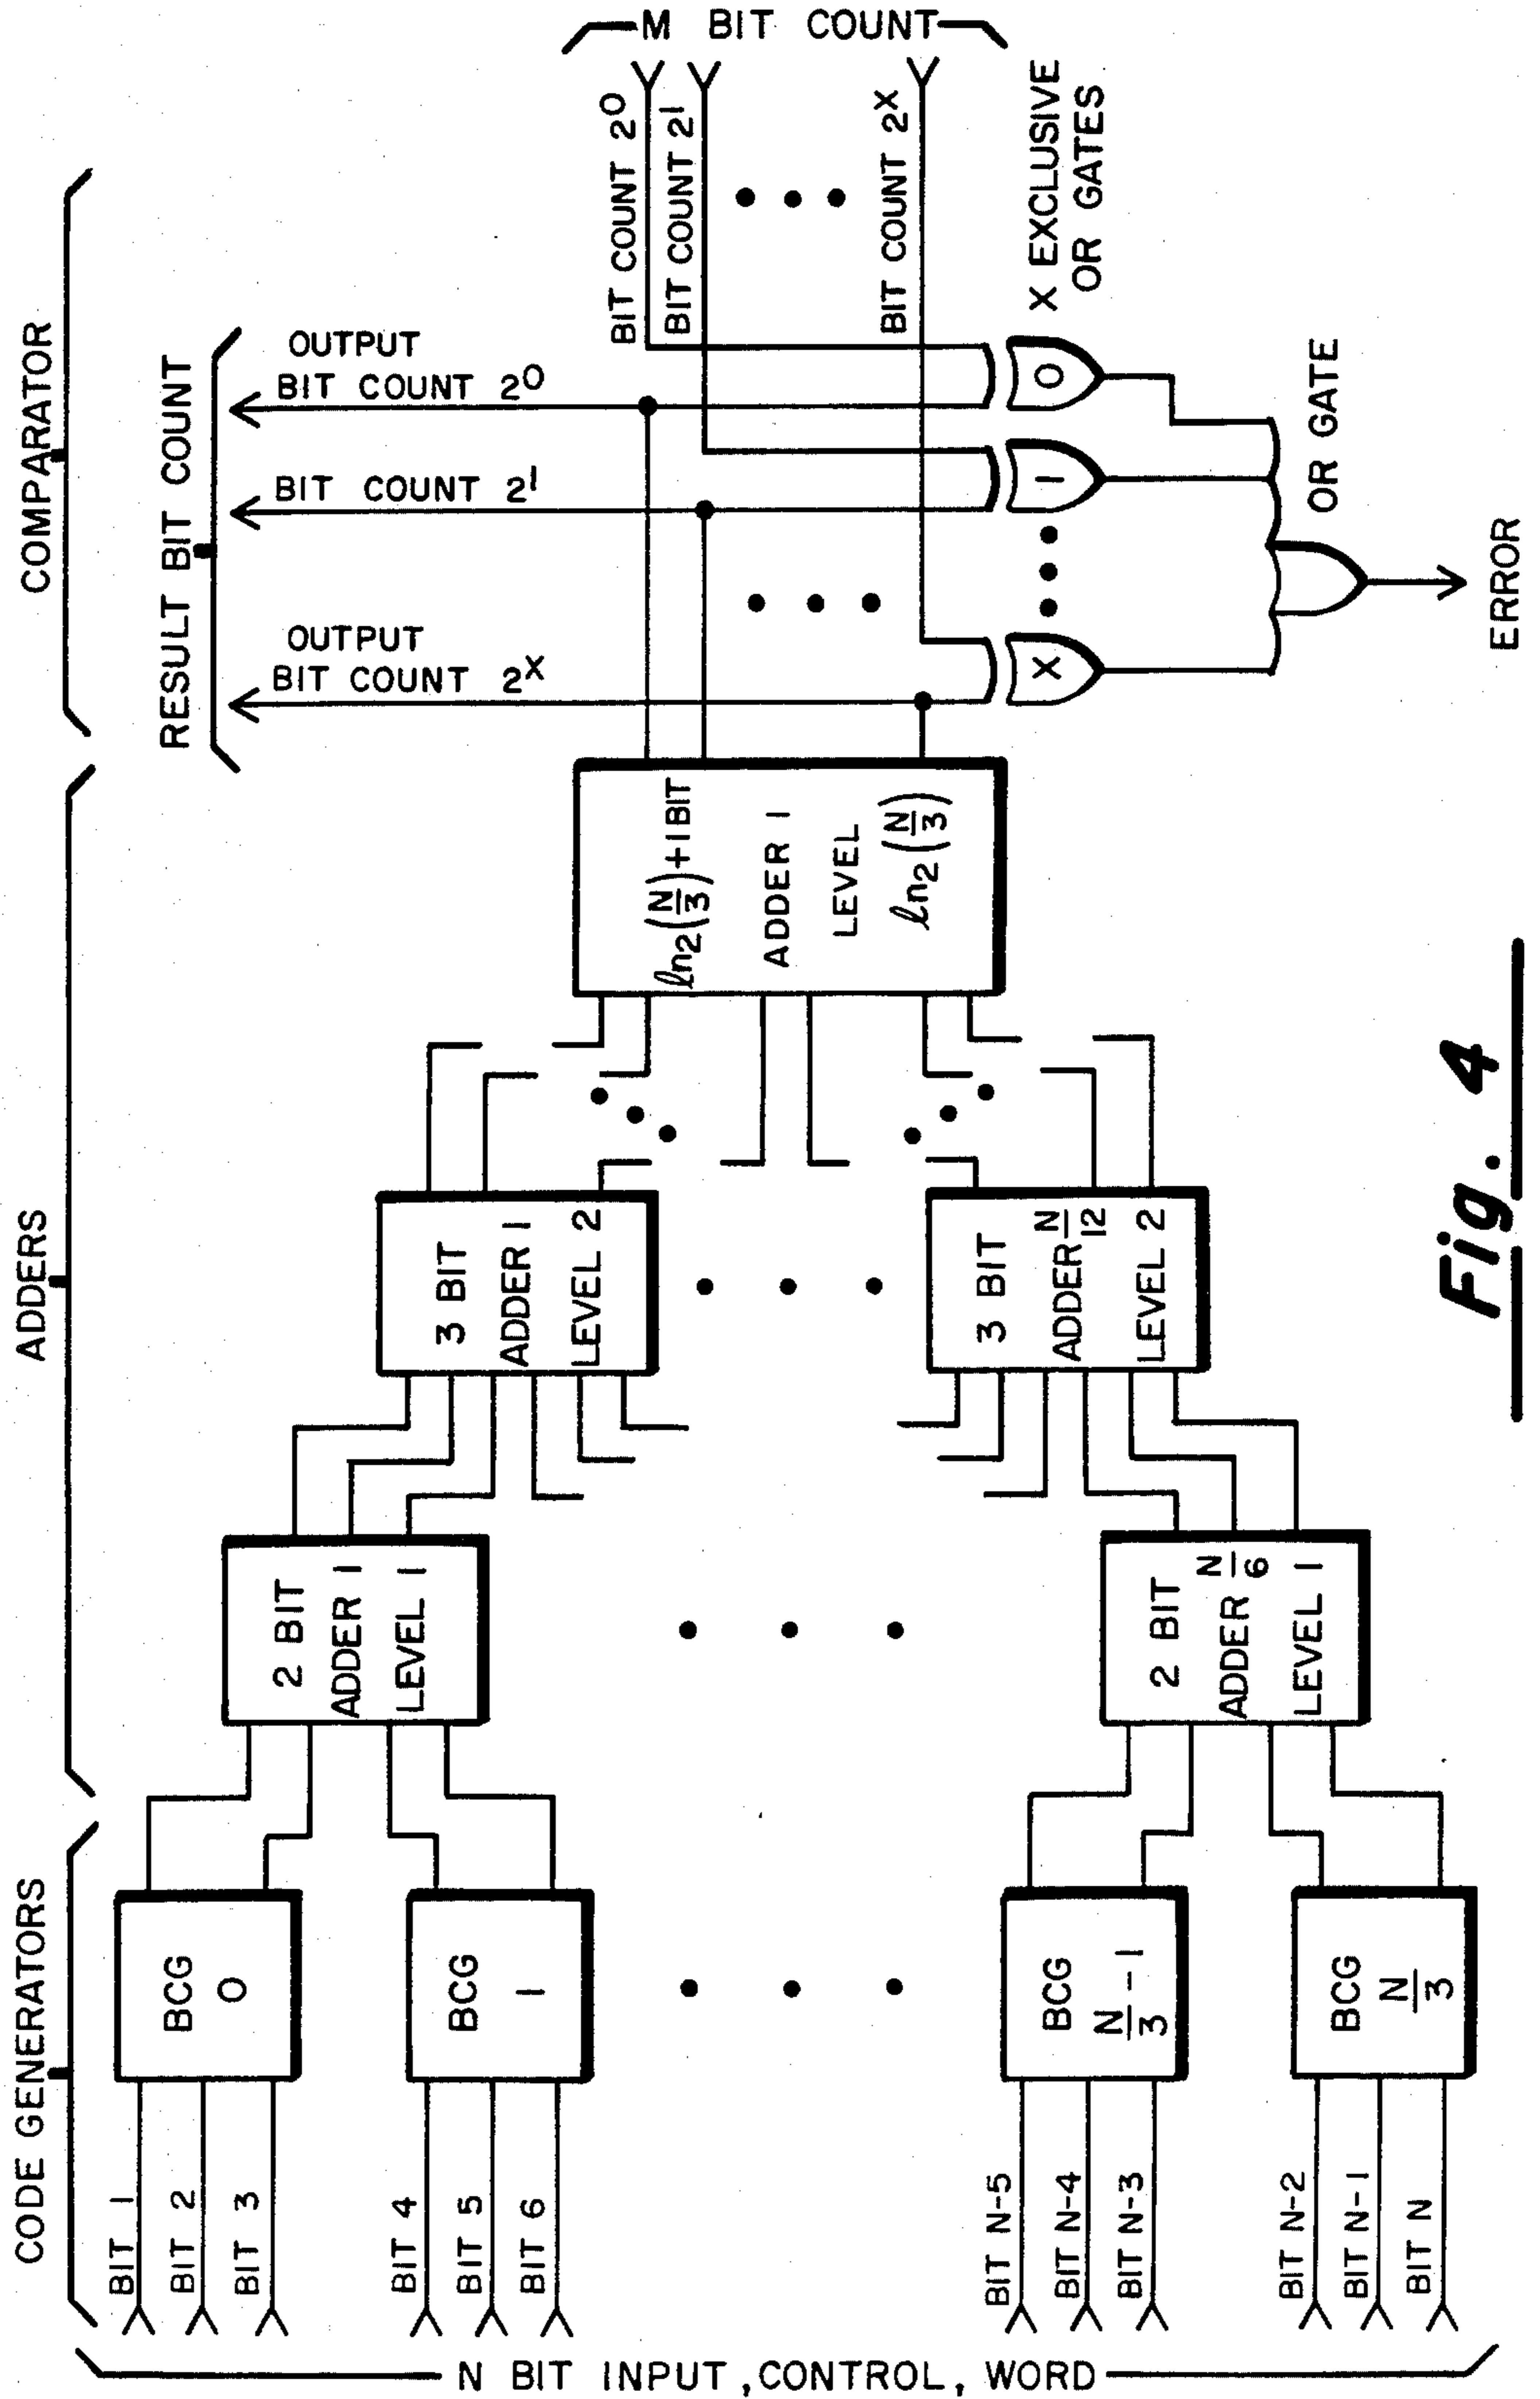 CODE GENERATORS
ADDERS
COMPARATOR
N BIT INPUT, CONTROL, WORD
BIT 1
BIT 2
BIT 3
BCG
0
BIT 4
BIT 5
BIT 6
BCG
1
BIT N-5
BIT N-4
BIT N-3
BCG
N/3 - 1
BIT N-2
BIT N-1
BIT N
BCG
N/3
2 BIT
ADDER 1
LEVEL 1
2 BIT
ADDER N/6
LEVEL 1
3 BIT
ADDER 1
LEVEL 2
3 BIT
ADDER N/12
LEVEL 2
ln₂(N/3)+1 BIT
ADDER 1
LEVEL
ln₂(N/3)
RESULT BIT COUNT
OUTPUT
BIT COUNT 2⁰
BIT COUNT 2¹
OUTPUT
BIT COUNT 2ˣ
M BIT COUNT
BIT COUNT 2⁰
BIT COUNT 2¹
BIT COUNT 2ˣ
X EXCLUSIVE
OR GATES
0
1
X
OR GATE
ERROR
Fig. 4